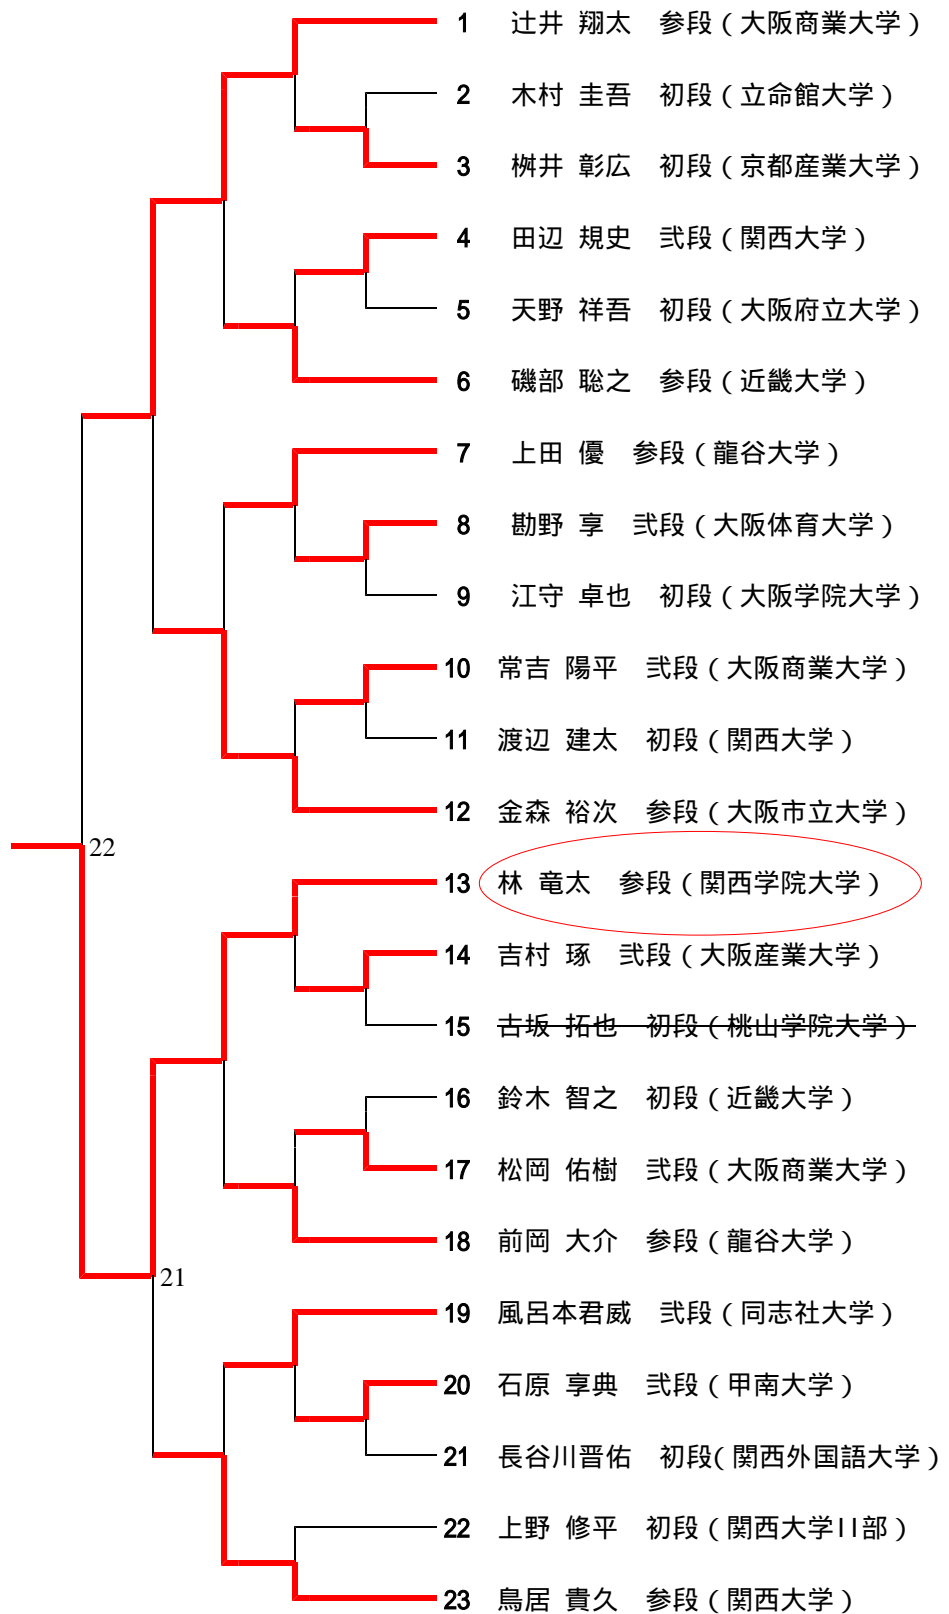 1 辻井 翔太 参段（大阪商業大学）
2 木村 圭吾 初段（立命館大学）
3 桝井 彰広 初段（京都産業大学）
4 田辺 規史 弐段（関西大学）
5 天野 祥吾 初段（大阪府立大学）
6 磯部 聡之 参段（近畿大学）
7 上田 優 参段（龍谷大学）
8 勘野 享 弐段（大阪体育大学）
9 江守 卓也 初段（大阪学院大学）
10 常吉 陽平 弐段（大阪商業大学）
11 渡辺 建太 初段（関西大学）
12 金森 裕次 参段（大阪市立大学）
22
13 林 竜太 参段（関西学院大学）
14 吉村 琢 弐段（大阪産業大学）
15 古坂 拓也 初段（桃山学院大学）
16 鈴木 智之 初段（近畿大学）
17 松岡 佑樹 弐段（大阪商業大学）
18 前岡 大介 参段（龍谷大学）
21
19 風呂本君威 弐段（同志社大学）
20 石原 享典 弐段（甲南大学）
21 長谷川晋佑 初段(関西外国語大学）
22 上野 修平 初段（関西大学II部）
23 鳥居 貴久 参段（関西大学）